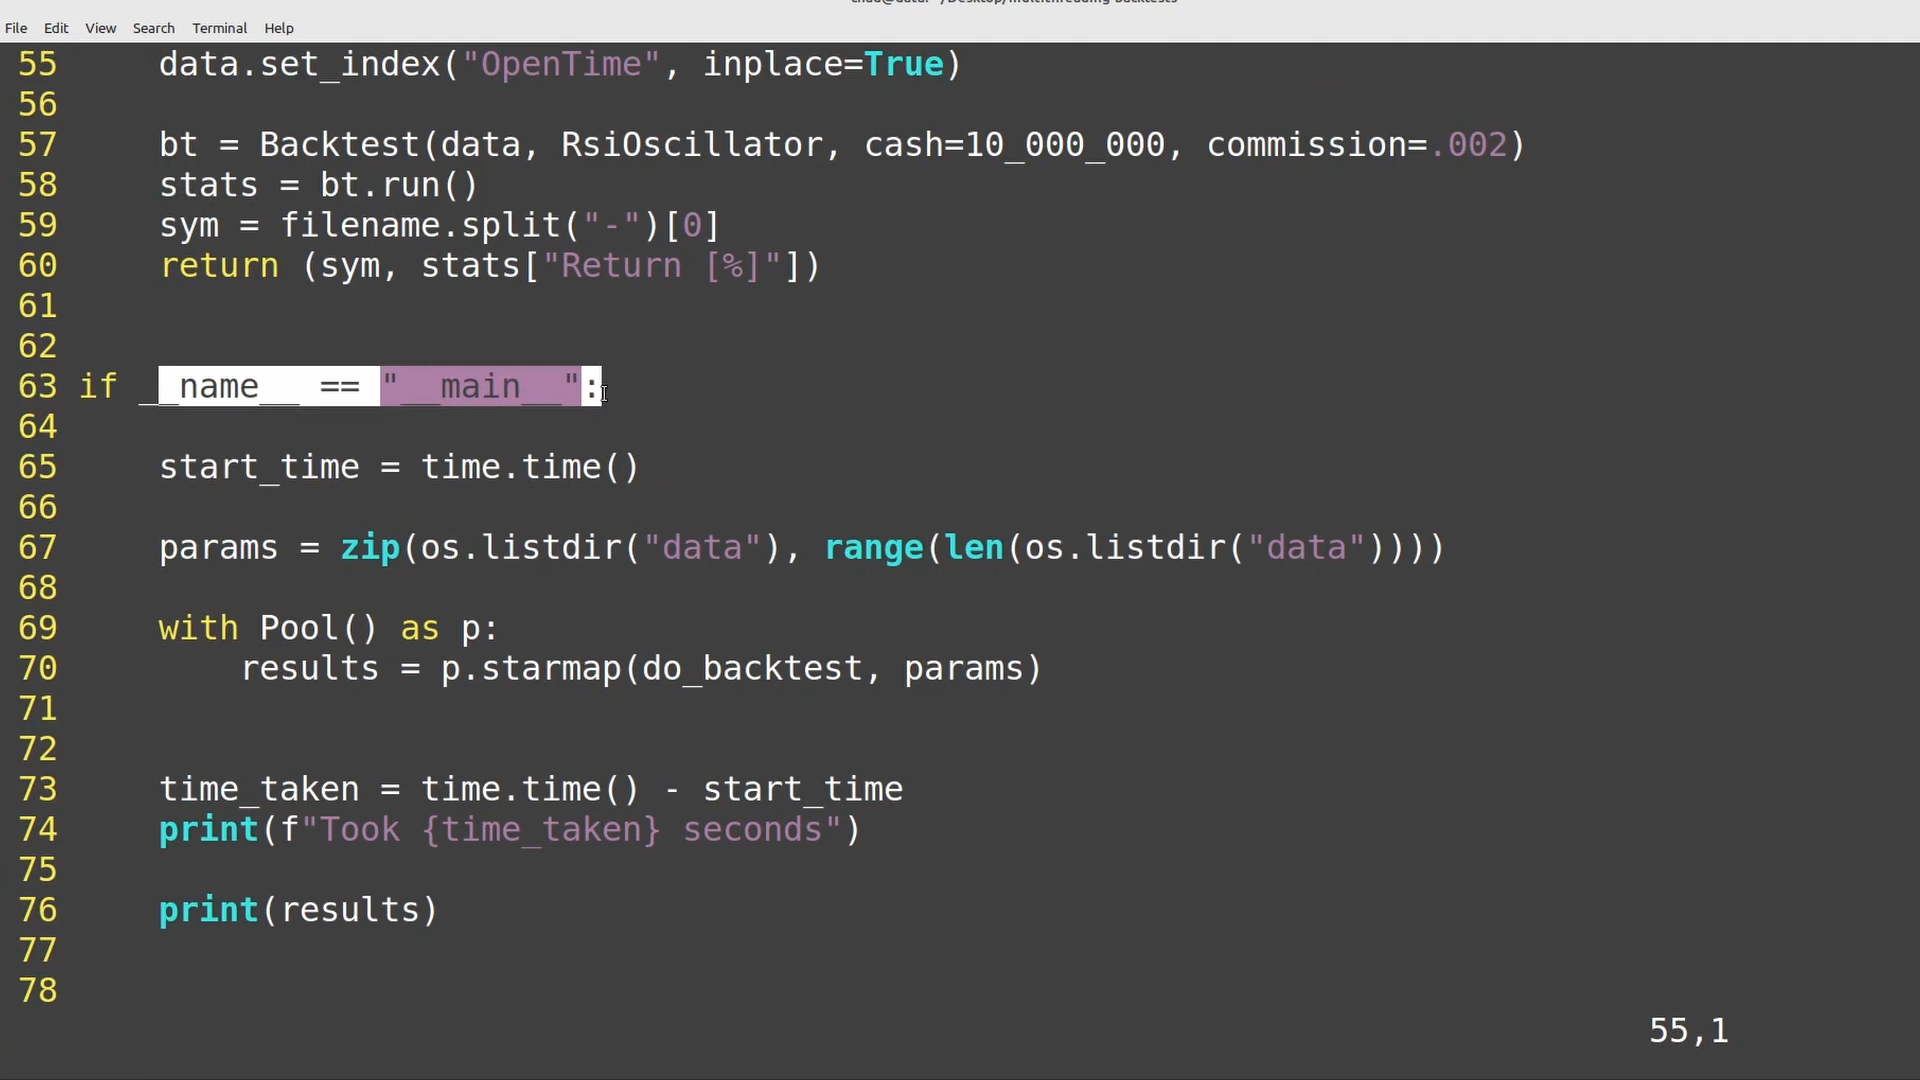 File Edit View Search Terminal Help
55 data.set_index("OpenTime", inplace=True)
56
57 bt = Backtest(data, RsiOscillator, cash=10_000_000, commission=.002)
58 stats = bt.run()
59 sym = filename.split("-")[0]
60 return (sym, stats["Return [%]"])
61
62
63 if __name__ == "__main__":
64
65 start_time = time.time()
66
67 params = zip(os.listdir("data"), range(len(os.listdir("data"))))
68
69 with Pool() as p:
70 results = p.starmap(do_backtest, params)
71
72
73 time_taken = time.time() - start_time
74 print(f"Took {time_taken} seconds")
75
76 print(results)
77
78
55,1